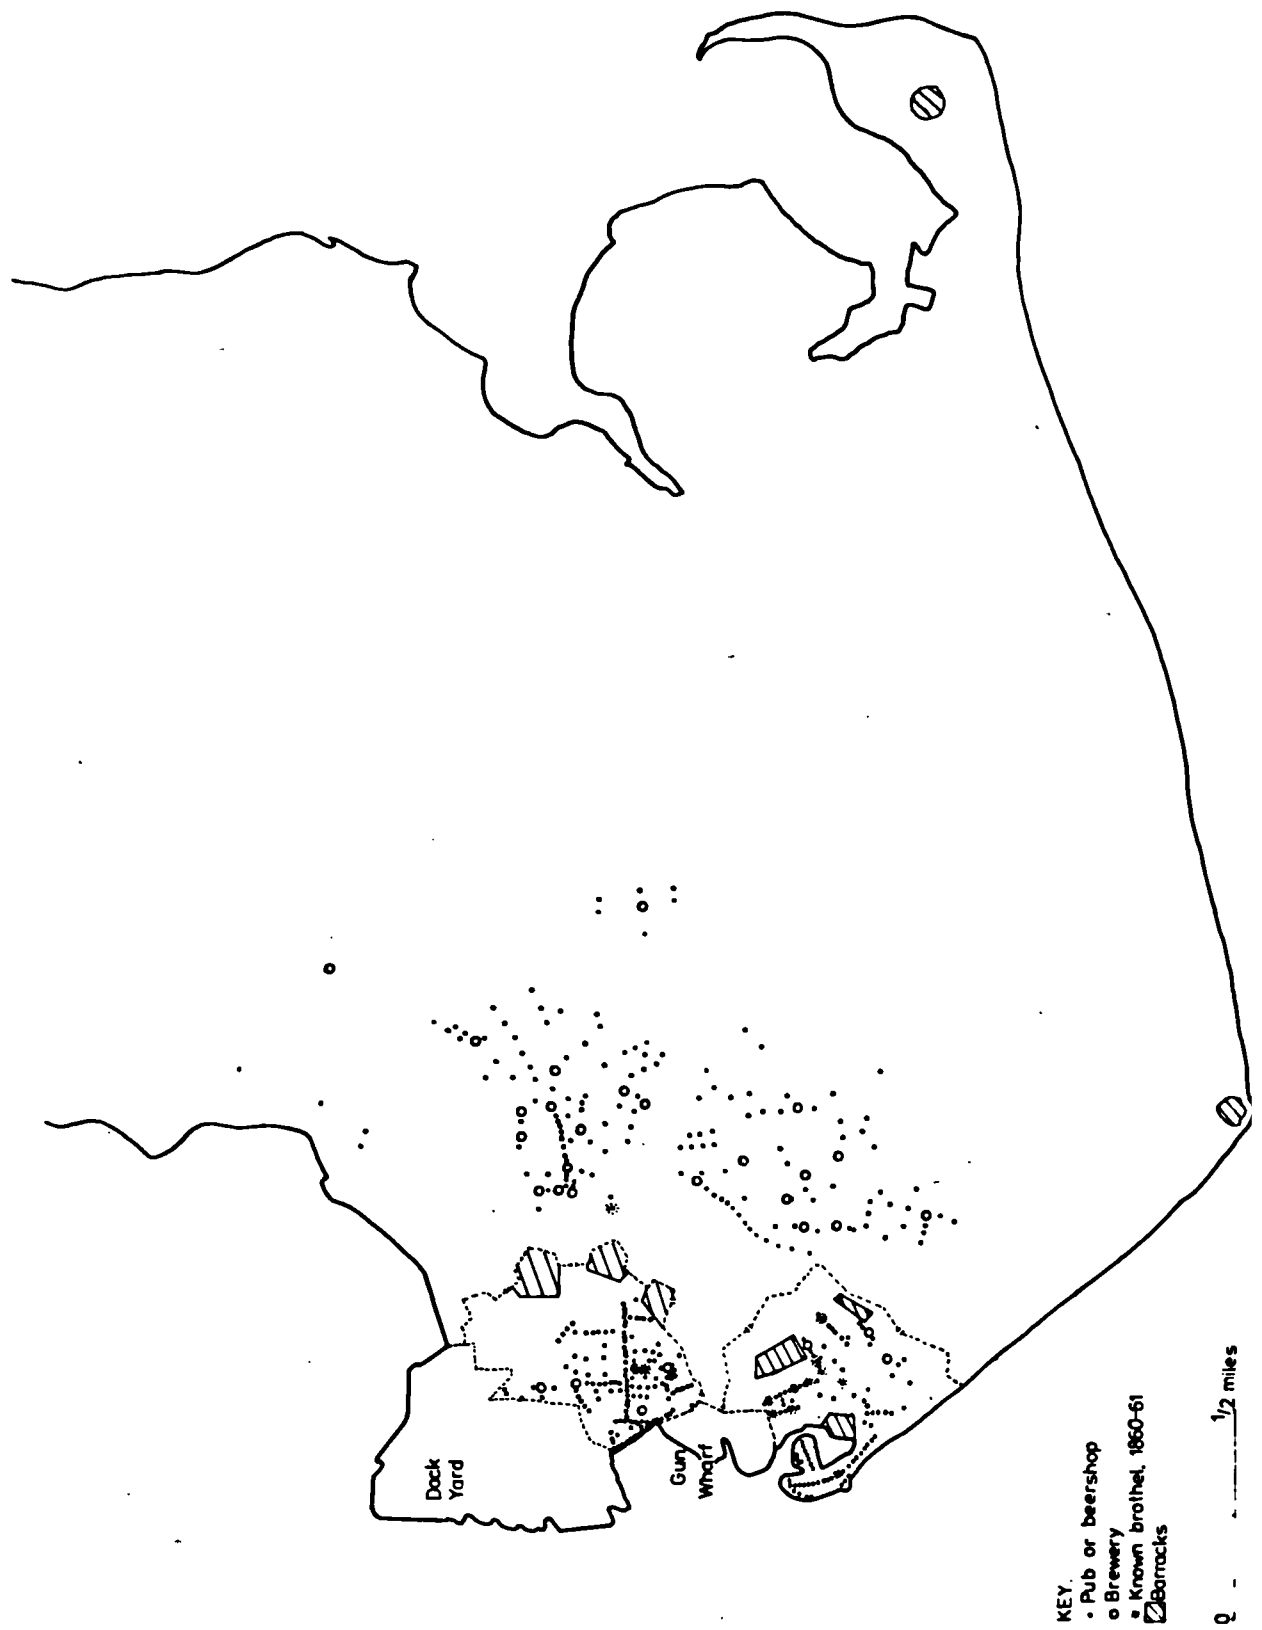 Dock
Yard
Gun
Wharf
KEY.
Pub or beershop
Brewery
Known brothel, 1860-61
Barracks
0 1/2 miles